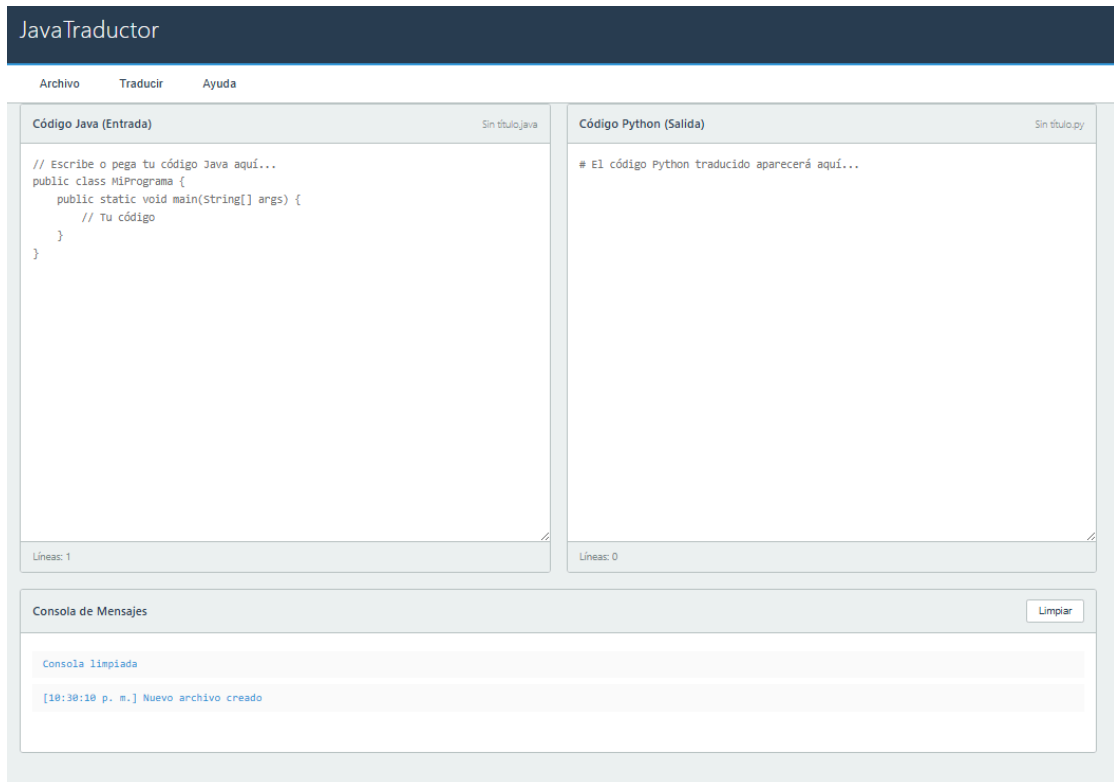 JavaTraductor
Archivo Traducir Ayuda
Código Java (Entrada) Sin título.java
// Escribe o pega tu código Java aquí...
public class MiPrograma {
    public static void main(String[] args) {
        // Tu código
    }
}
Líneas: 1
Código Python (Salida) Sin título.py
# El código Python traducido aparecerá aquí...
Líneas: 0
Consola de Mensajes Limpiar
Consola limpiada
[10:30:10 p. m.] Nuevo archivo creado